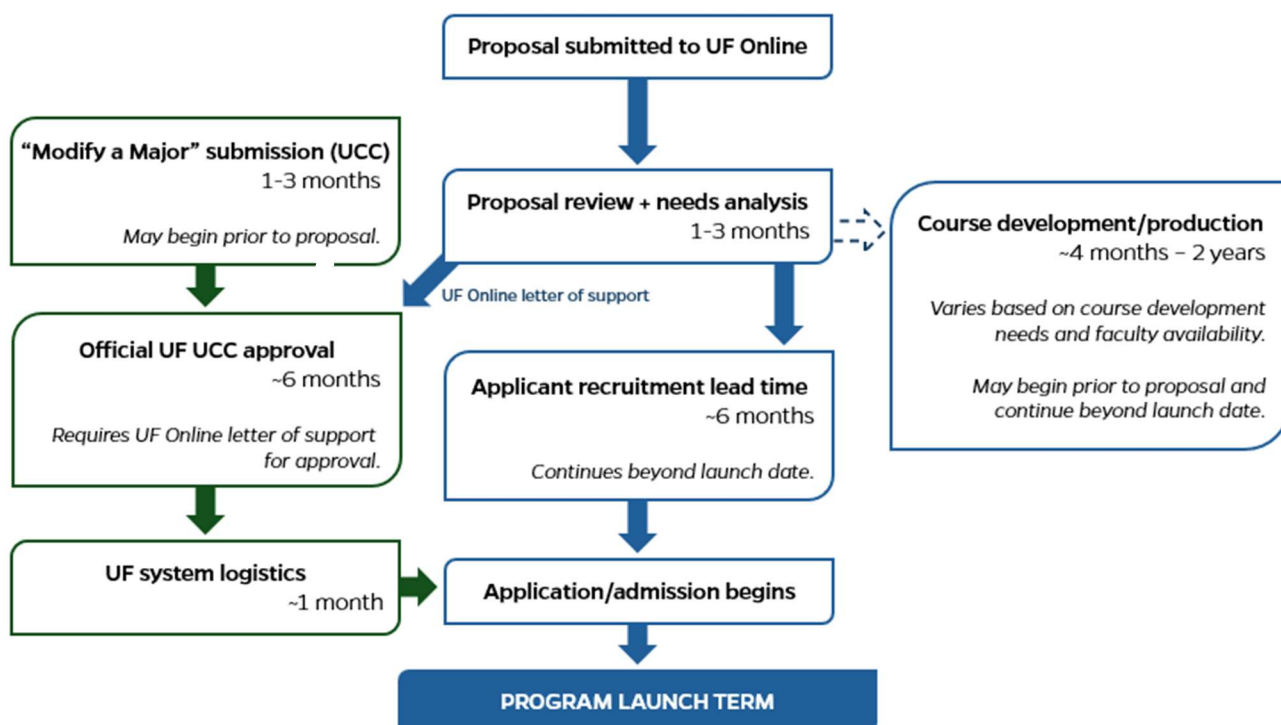 Proposal submitted to UF Online
“Modify a Major” submission (UCC)
1-3 months
May begin prior to proposal.
Proposal review + needs analysis
1-3 months
Course development/production
~4 months – 2 years
Varies based on course development
needs and faculty availability.
May begin prior to proposal and
continue beyond launch date.
UF Online letter of support
Official UF UCC approval
~6 months
Requires UF Online letter of support
for approval.
Applicant recruitment lead time
~6 months
Continues beyond launch date.
UF system logistics
~1 month
Application/admission begins
PROGRAM LAUNCH TERM